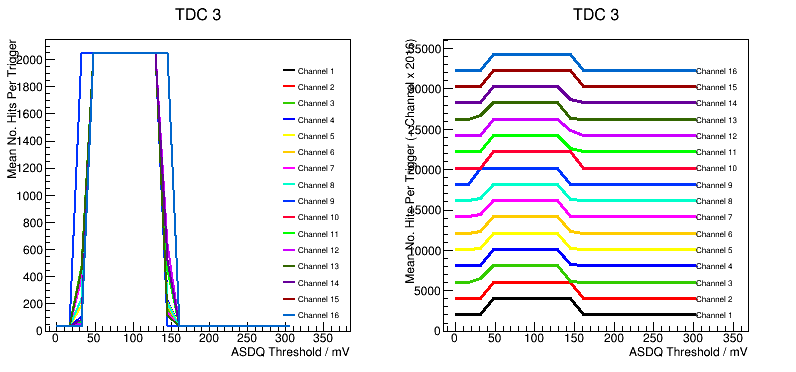 TDC 3
Mean No. Hits Per Trigger
2000
1800
1600
1400
1200
1000
800
600
400
200
0
0 50 100 150 200 250 300 350
ASDQ Threshold / mV
Channel 1
Channel 2
Channel 3
Channel 4
Channel 5
Channel 6
Channel 7
Channel 8
Channel 9
Channel 10
Channel 11
Channel 12
Channel 13
Channel 14
Channel 15
Channel 16
TDC 3
Mean No. Hits Per Trigger (+ Channel x
35000
30000
25000
20000
15000
10000
5000
0
0 50 100 150 200 250 300 350
ASDQ Threshold / mV
Channel 16
Channel 15
Channel 14
Channel 13
Channel 12
Channel 11
Channel 10
Channel 9
Channel 8
Channel 7
Channel 6
Channel 5
Channel 4
Channel 3
Channel 2
Channel 1